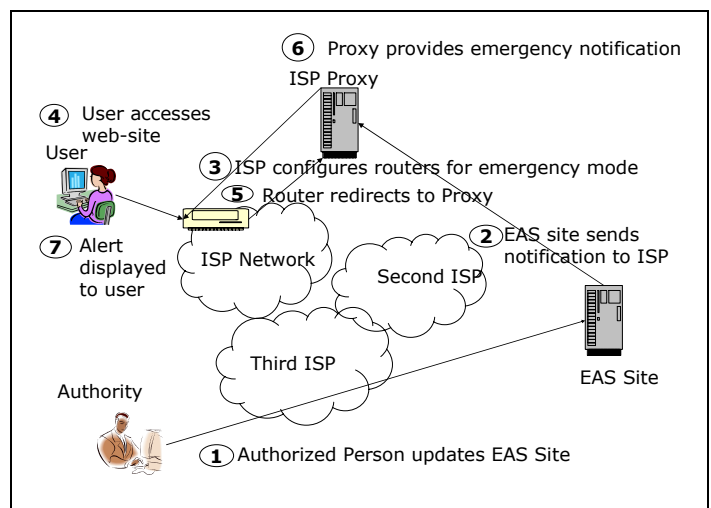 6 Proxy provides emergency notification
ISP Proxy
4 User accesses
web-site
User
3 ISP configures routers for emergency mode
5 Router redirects to Proxy
2 EAS site sends
notification to ISP
7 Alert
displayed
to user
ISP Network
Second ISP
Third ISP
EAS Site
Authority
1 Authorized Person updates EAS Site